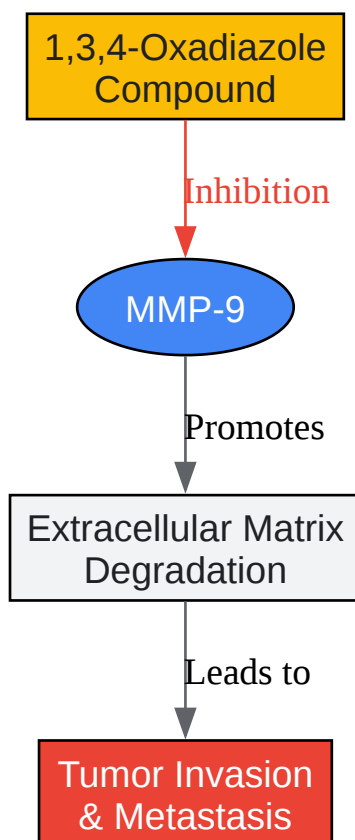 1,3,4-Oxadiazole
Compound
Inhibition
MMP-9
Promotes
Extracellular Matrix
Degradation
Leads to
Tumor Invasion
& Metastasis